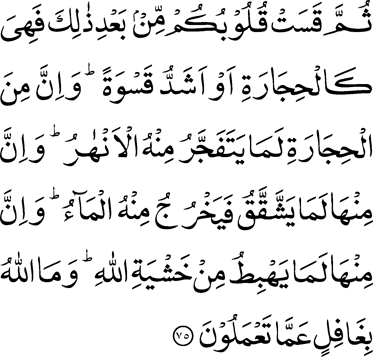 ثُمَّ قَسَتْ قُلُوْبُكُمْ مِّنْۢ بَعْدِ ذٰلِكَ فَهِیَ
كَالْحِجَارَةِ اَوْ اَشَدُّ قَسْوَةً ؕ وَ اِنَّ مِنَ
الْحِجَارَةِ لَمَا یَتَفَجَّرُ مِنْهُ الْاَنْهٰرُ ؕ وَ اِنَّ
مِنْهَا لَمَا یَشَّقَّقُ فَیَخْرُجُ مِنْهُ الْمَآءُ ؕ وَ اِنَّ
مِنْهَا لَمَا یَهْبِطُ مِنْ خَشْیَةِ اللّٰهِ ؕ وَ مَا اللّٰهُ
بِغَافِلٍ عَمَّا تَعْمَلُوْنَ ﴿۷۵﴾